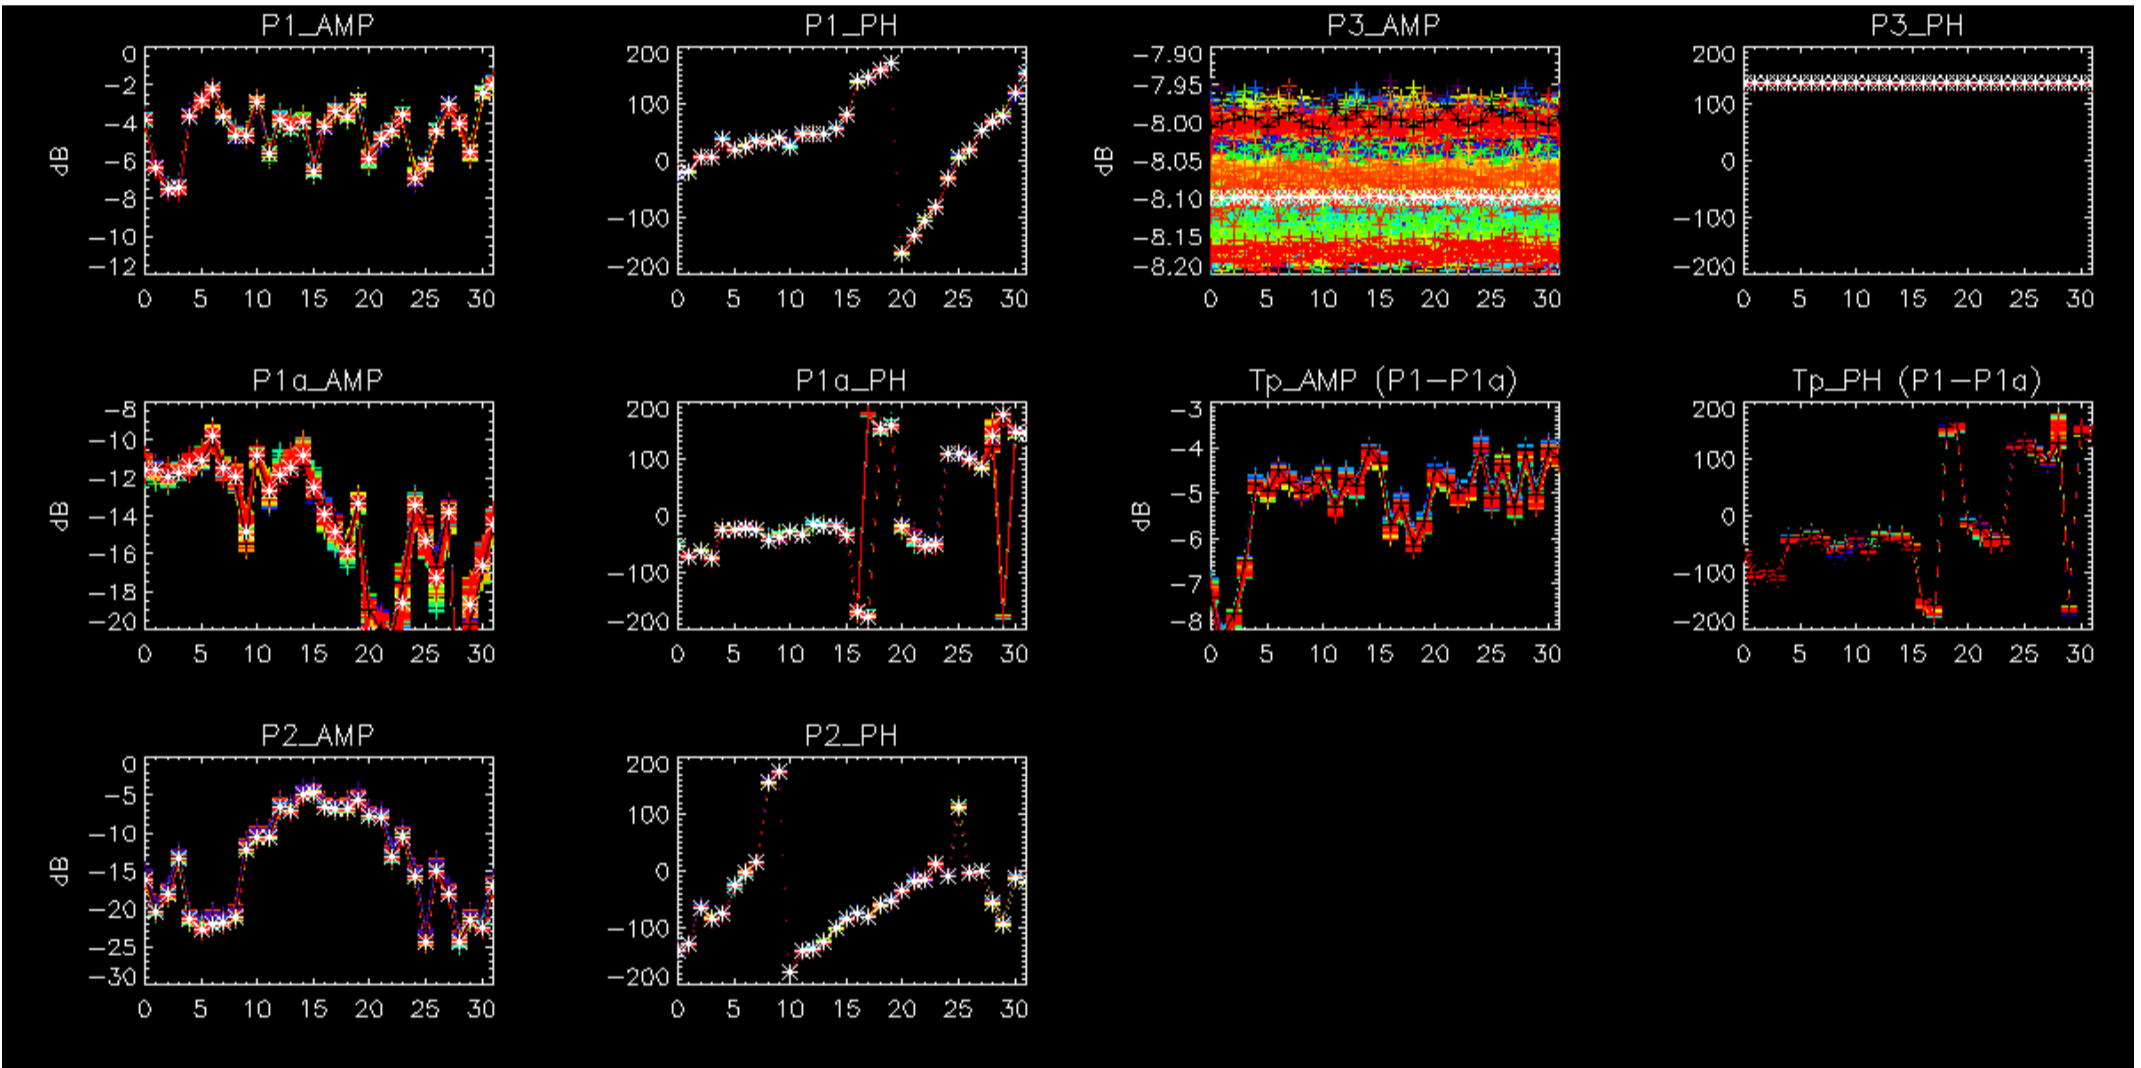 P1_AMP P1_PH P3_AMP P3_PH
0 200 -7.90 200
-2 100 -7.95 100
-4 0 -8.00 0
-6 -100 -8.05 -100
-8 -200 -8.10 -200
-10 -8.15
-12 -8.20
dB dB
0 5 10 15 20 25 30 0 5 10 15 20 25 30 0 5 10 15 20 25 30 0 5 10 15 20 25 30
P1a_AMP P1a_PH Tp_AMP (P1-P1a) Tp_PH (P1-P1a)
-8 200 -3 200
-10 100 -4 100
-12 0 -5 0
-14 -100 -6 -100
-16 -200 -7 -200
-18 -8
-20
dB dB
0 5 10 15 20 25 30 0 5 10 15 20 25 30 0 5 10 15 20 25 30 0 5 10 15 20 25 30
P2_AMP P2_PH
0 200
-5 100
-10 0
-15 -100
-20 -200
-25
-30
dB
0 5 10 15 20 25 30 0 5 10 15 20 25 30